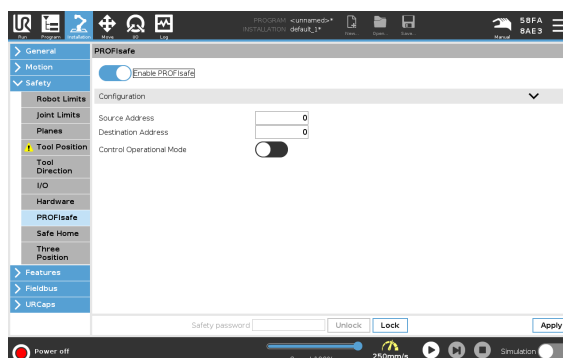 PROGRAM <unnamed>*
INSTALLATION default_1*
Run Program Installation Move I/O Log New... Open... Save... Manual
58FA
8AE3
General
PROFIsafe
Motion
Enable PROFIsafe
Safety
Robot Limits
Configuration
Joint Limits
Source Address 0
Planes
Destination Address 0
Tool Position
Control Operational Mode
Tool
Direction
I/O
Hardware
PROFIsafe
Safe Home
Three
Position
Features
Fieldbus
URCaps
Safety password Unlock Lock Apply
Power off
250mm/s
Simulation